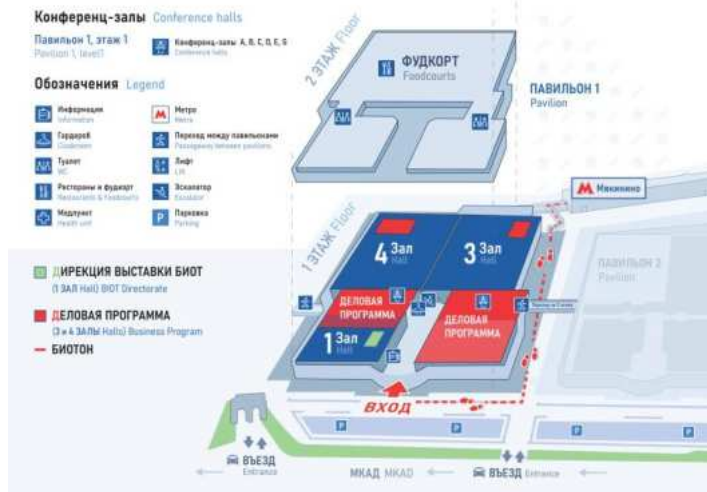 Конференц-залы Conference halls
Павильон 1, этаж 1
Pavilion 1, level1
Конференц-залы A, B, C, D, E, G
Conference halls
Обозначения Legend
Информация
Information
Гардероб
Cloakroom
Туалет
WC
Рестораны и фудкорт
Restaurants & Foodcourts
Медпункт
Health unit
Метро
Metro
Переход между павильонами
Passageway between pavilions
Лифт
Lift
Эскалатор
Escalator
P
Парковка
Parking
ДИРЕКЦИЯ ВЫСТАВКИ БИОТ
(1 ЗАЛ Hall) BIOT Directorate
ДЕЛОВАЯ ПРОГРАММА
(3 и 4 ЗАЛЫ Halls) Business Program
БИОТОН
2 ЭТАЖ Floor
ФУДКОРТ
Foodcourts
ПАВИЛЬОН 1
Pavilion
М Мякинино
1 ЭТАЖ Floor
4 Зал
Hall
3 Зал
Hall
ПАВИЛЬОН 2
Pavilion
ДЕЛОВАЯ
ПРОГРАММА
ДЕЛОВАЯ
ПРОГРАММА
1 Зал
Hall
ВХОД
P
P
P
P
ВЪЕЗД
Entrance
МКАД MKAD
ВЪЕЗД Entrance